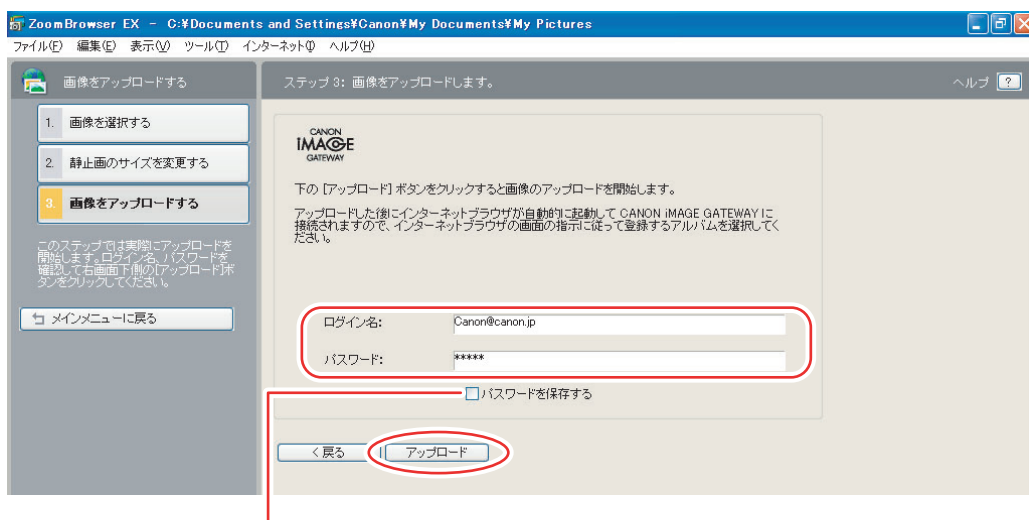 ZoomBrowser EX - C:¥Documents and Settings¥Canon¥My Documents¥My Pictures
ファイル(F) 編集(E) 表示(V) ツール(T) インターネット(I) ヘルプ(H)
画像をアップロードする
ステップ 3: 画像をアップロードします。
ヘルプ ?
1. 画像を選択する
2. 静止画のサイズを変更する
3. 画像をアップロードする
このステップでは実際にアップロードを
開始します。ログイン名、パスワードを
確認して右画面下側の[アップロード]ボ
タンをクリックしてください。
メインメニューに戻る
CANON
iMAGE
GATEWAY
下の [アップロード] ボタンをクリックすると画像のアップロードを開始します。
アップロードした後にインターネットブラウザが自動的に起動して CANON iMAGE GATEWAY に
接続されますので、インターネットブラウザの画面の指示に従って登録するアルバムを選択してく
ださい。
ログイン名: Canon@canon.jp
パスワード: *****
パスワードを保存する
< 戻る
アップロード